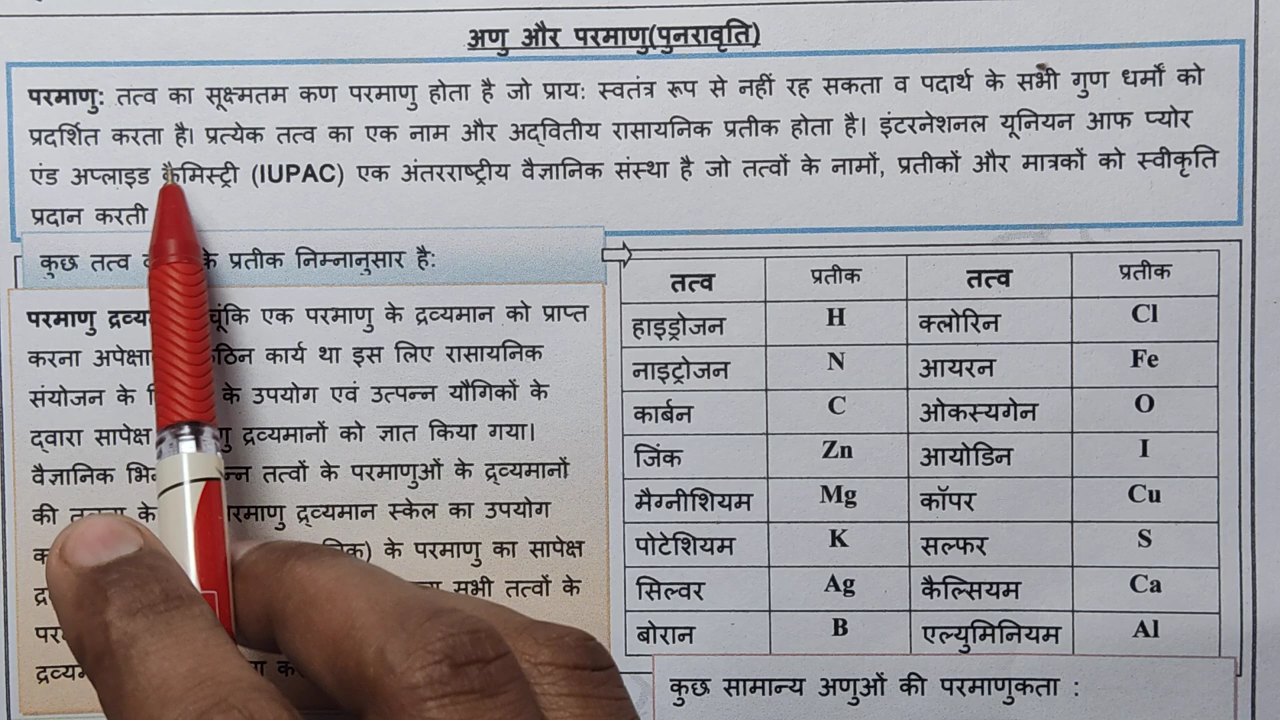 अणु और परमाणु(पुनरावृति)
परमाणु: तत्व का सूक्ष्मतम कण परमाणु होता है जो प्रायः स्वतंत्र रूप से नहीं रह सकता व पदार्थ के सभी गुण धर्मों को
प्रदर्शित करता है। प्रत्येक तत्व का एक नाम और अद्वितीय रासायनिक प्रतीक होता है। इंटरनेशनल यूनियन आफ प्योर
एंड अप्लाइड कैमिस्ट्री (IUPAC) एक अंतरराष्ट्रीय वैज्ञानिक संस्था है जो तत्वों के नामों, प्रतीकों और मात्रकों को स्वीकृति
प्रदान करती
कुछ तत्व के प्रतीक निम्नानुसार है:
परमाणु चूंकि एक परमाणु के द्रव्यमान को प्राप्त
करना कार्य था इस लिए रासायनिक
संयोजन के के उपयोग एवं उत्पन्न यौगिकों के
द्वारा सापेक्ष द्रव्यमानों को ज्ञात किया गया।
वैज्ञानिक तत्वों के परमाणुओं के द्रव्यमानों
की के द्रव्यमान स्केल का उपयोग
के परमाणु का सापेक्ष
सभी तत्वों के
तत्व प्रतीक तत्व प्रतीक
हाइड्रोजन H क्लोरिन Cl
नाइट्रोजन N आयरन Fe
कार्बन C ओकस्यगेन O
जिंक Zn आयोडिन I
मैग्नीशियम Mg कॉपर Cu
पोटेशियम K सल्फर S
सिल्वर Ag कैल्सियम Ca
बोरान B एल्युमिनियम Al
कुछ सामान्य अणुओं की परमाणुकता :